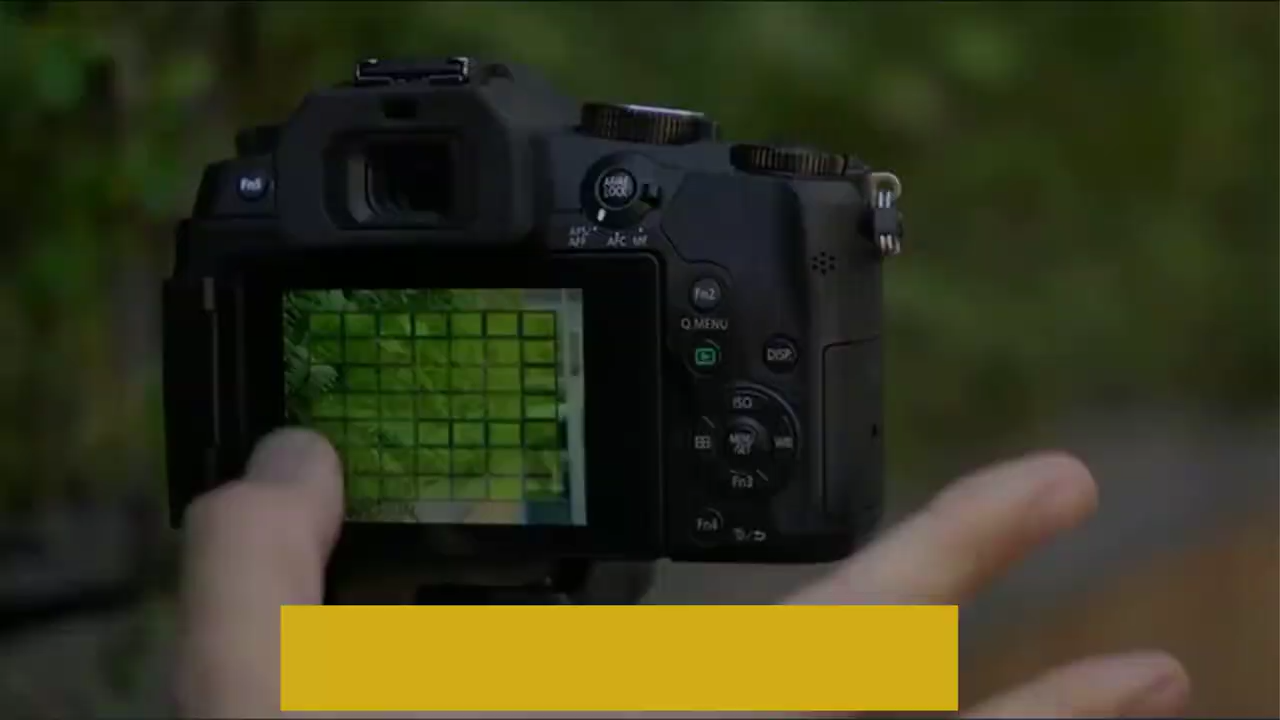 Fn5
AF/AE
LOCK
AFS/
AFF
AFC
MF
Fn2
Q.MENU
DISP.
ISO
MENU
/SET
WB
Fn3
Fn4